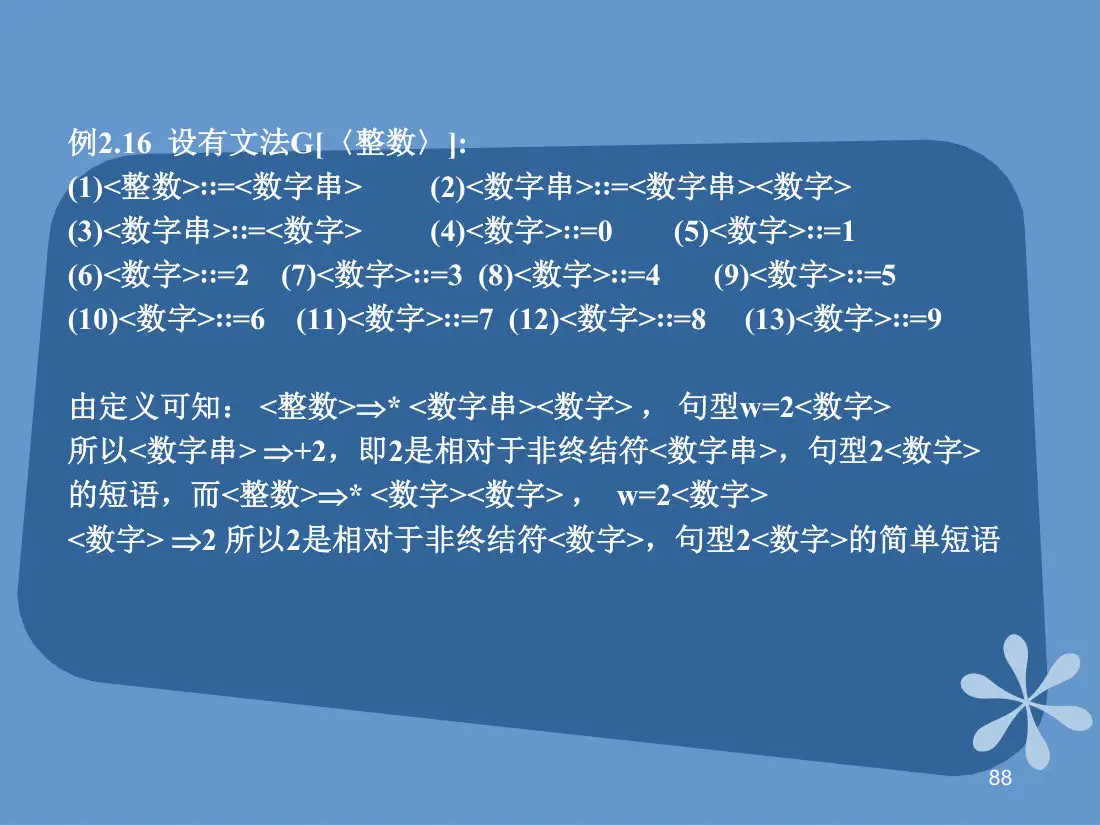 例2.16 设有文法G[〈整数〉]:
(1)<整数>::=<数字串> (2)<数字串>::=<数字串><数字>
(3)<数字串>::=<数字> (4)<数字>::=0 (5)<数字>::=1
(6)<数字>::=2 (7)<数字>::=3 (8)<数字>::=4 (9)<数字>::=5
(10)<数字>::=6 (11)<数字>::=7 (12)<数字>::=8 (13)<数字>::=9
由定义可知： <整数>⇒* <数字串><数字> ， 句型w=2<数字>
所以<数字串> ⇒+2，即2是相对于非终结符<数字串>，句型2<数字>
的短语，而<整数>⇒* <数字><数字> ， w=2<数字>
<数字> ⇒2 所以2是相对于非终结符<数字>，句型2<数字>的简单短语
88